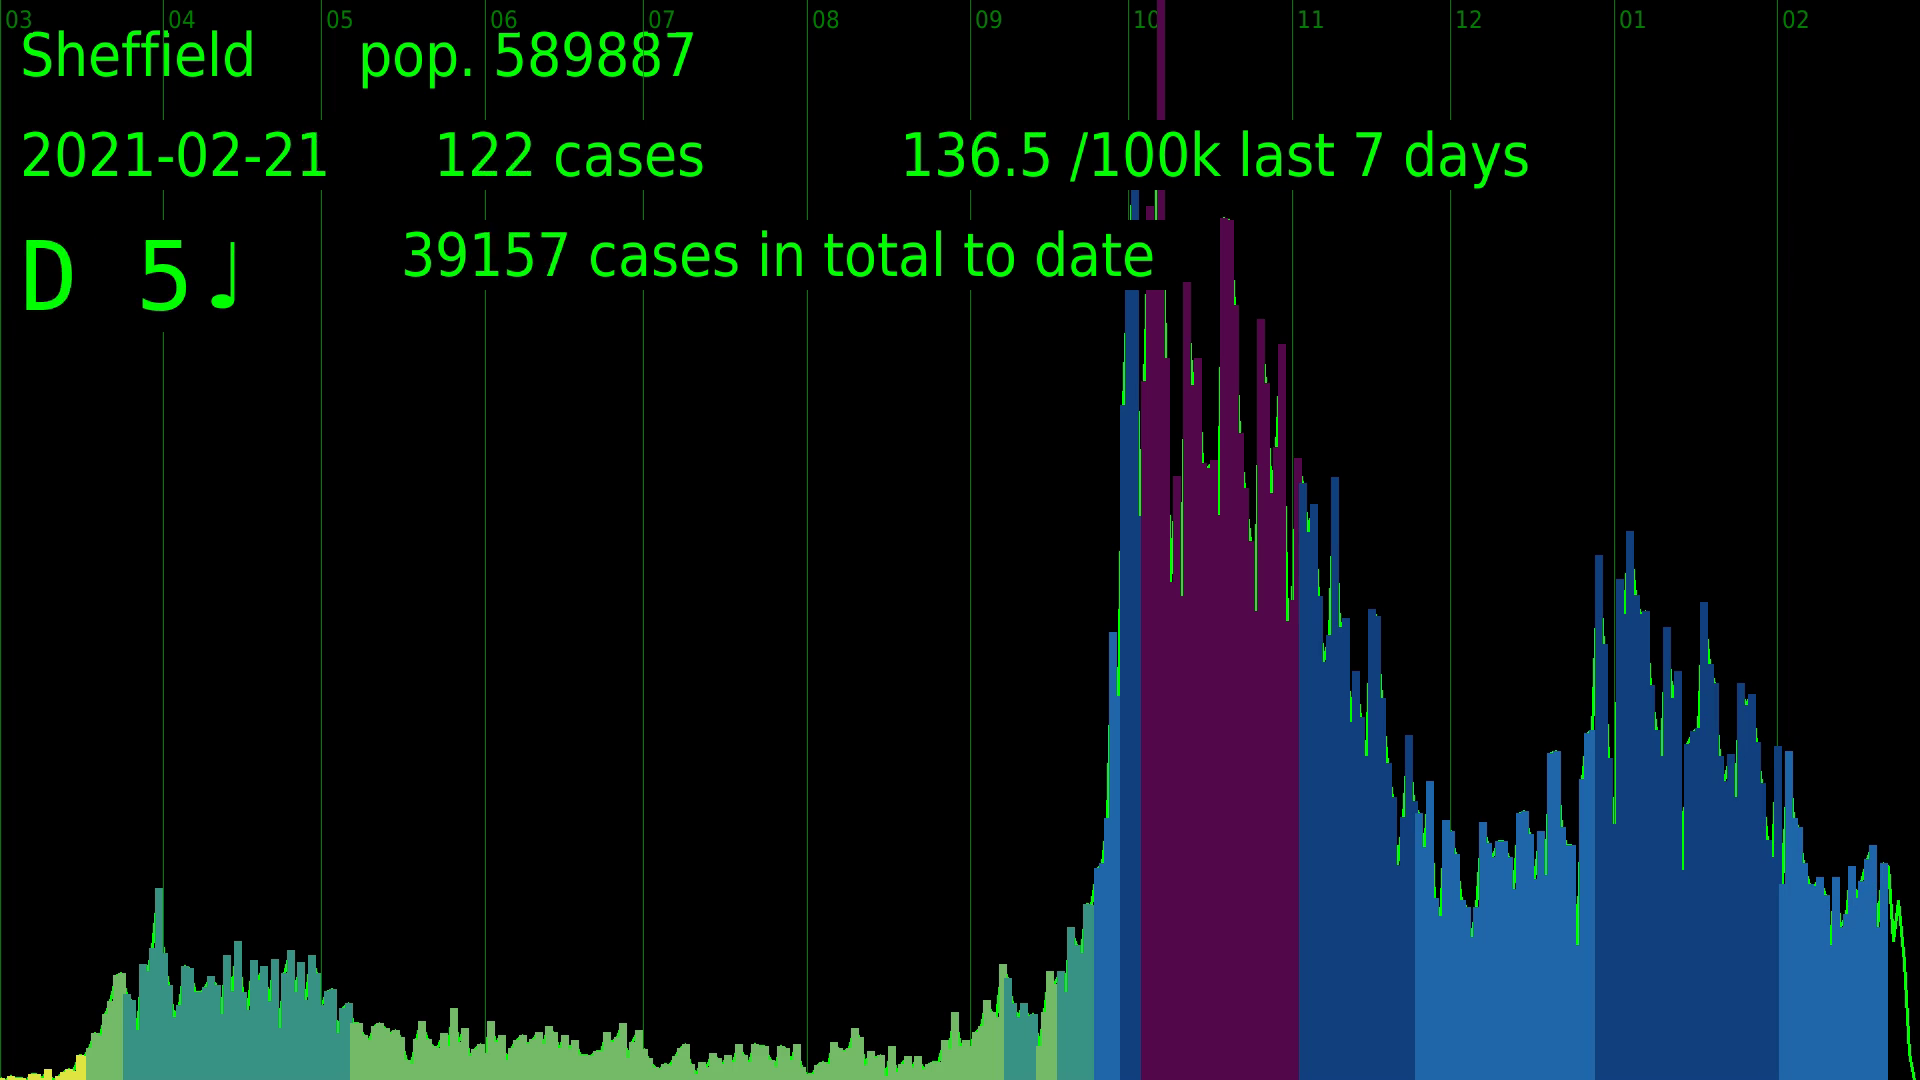 03 04 05 06 07 08 09 10 11 12 01 02
Sheffield pop. 589887
2021-02-21 122 cases 136.5 /100k last 7 days
D 5♩ 39157 cases in total to date